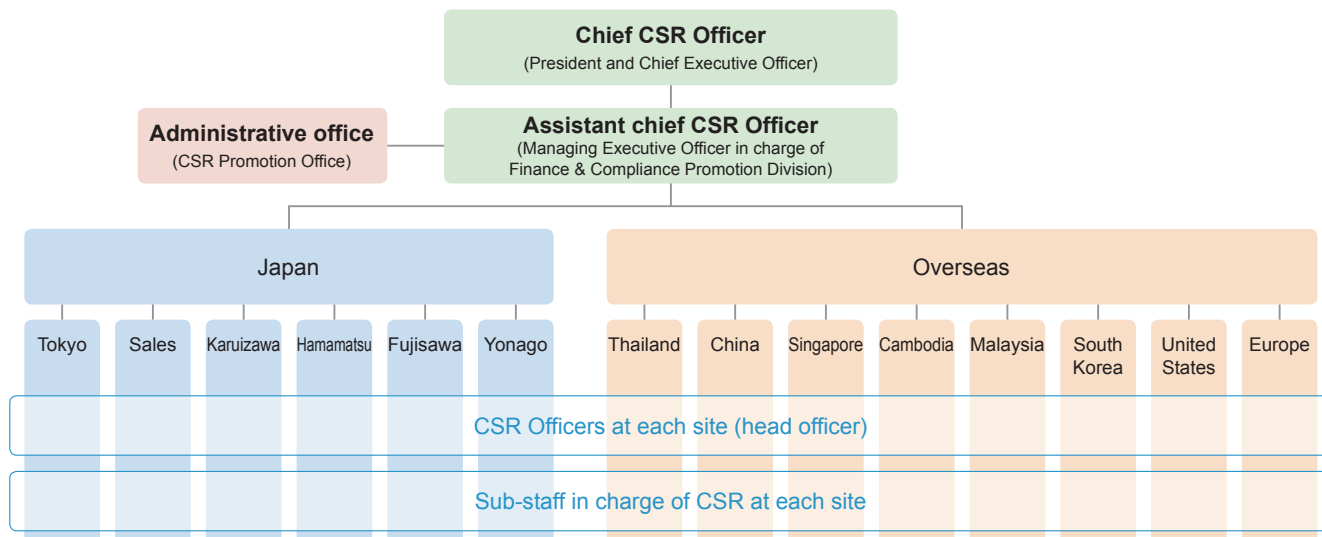 Chief CSR Officer
(President and Chief Executive Officer)
Administrative office
(CSR Promotion Office)
Assistant chief CSR Officer
(Managing Executive Officer in charge of
Finance & Compliance Promotion Division)
Japan
Overseas
Tokyo
Sales
Karuizawa
Hamamatsu
Fujisawa
Yonago
Thailand
China
Singapore
Cambodia
Malaysia
South
Korea
United
States
Europe
CSR Officers at each site (head officer)
Sub-staff in charge of CSR at each site